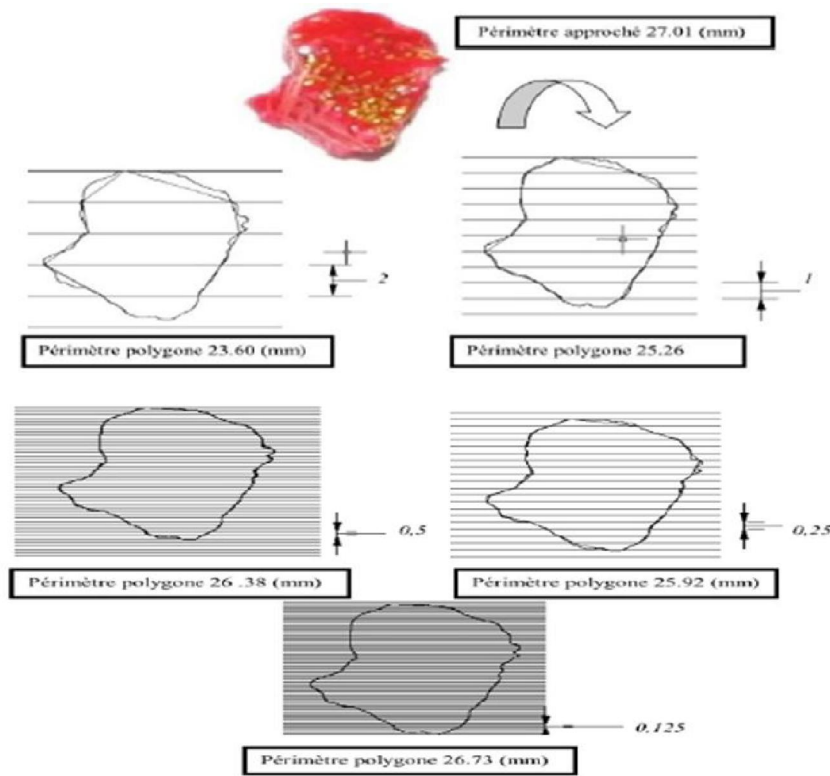 Périmètre approché 27.01 (mm)
2
1
Périmètre polygone 23.60 (mm)
Périmètre polygone 25.26
0,5
0,25
Périmètre polygone 26 .38 (mm)
Périmètre polygone 25.92 (mm)
0,125
Périmètre polygone 26.73 (mm)